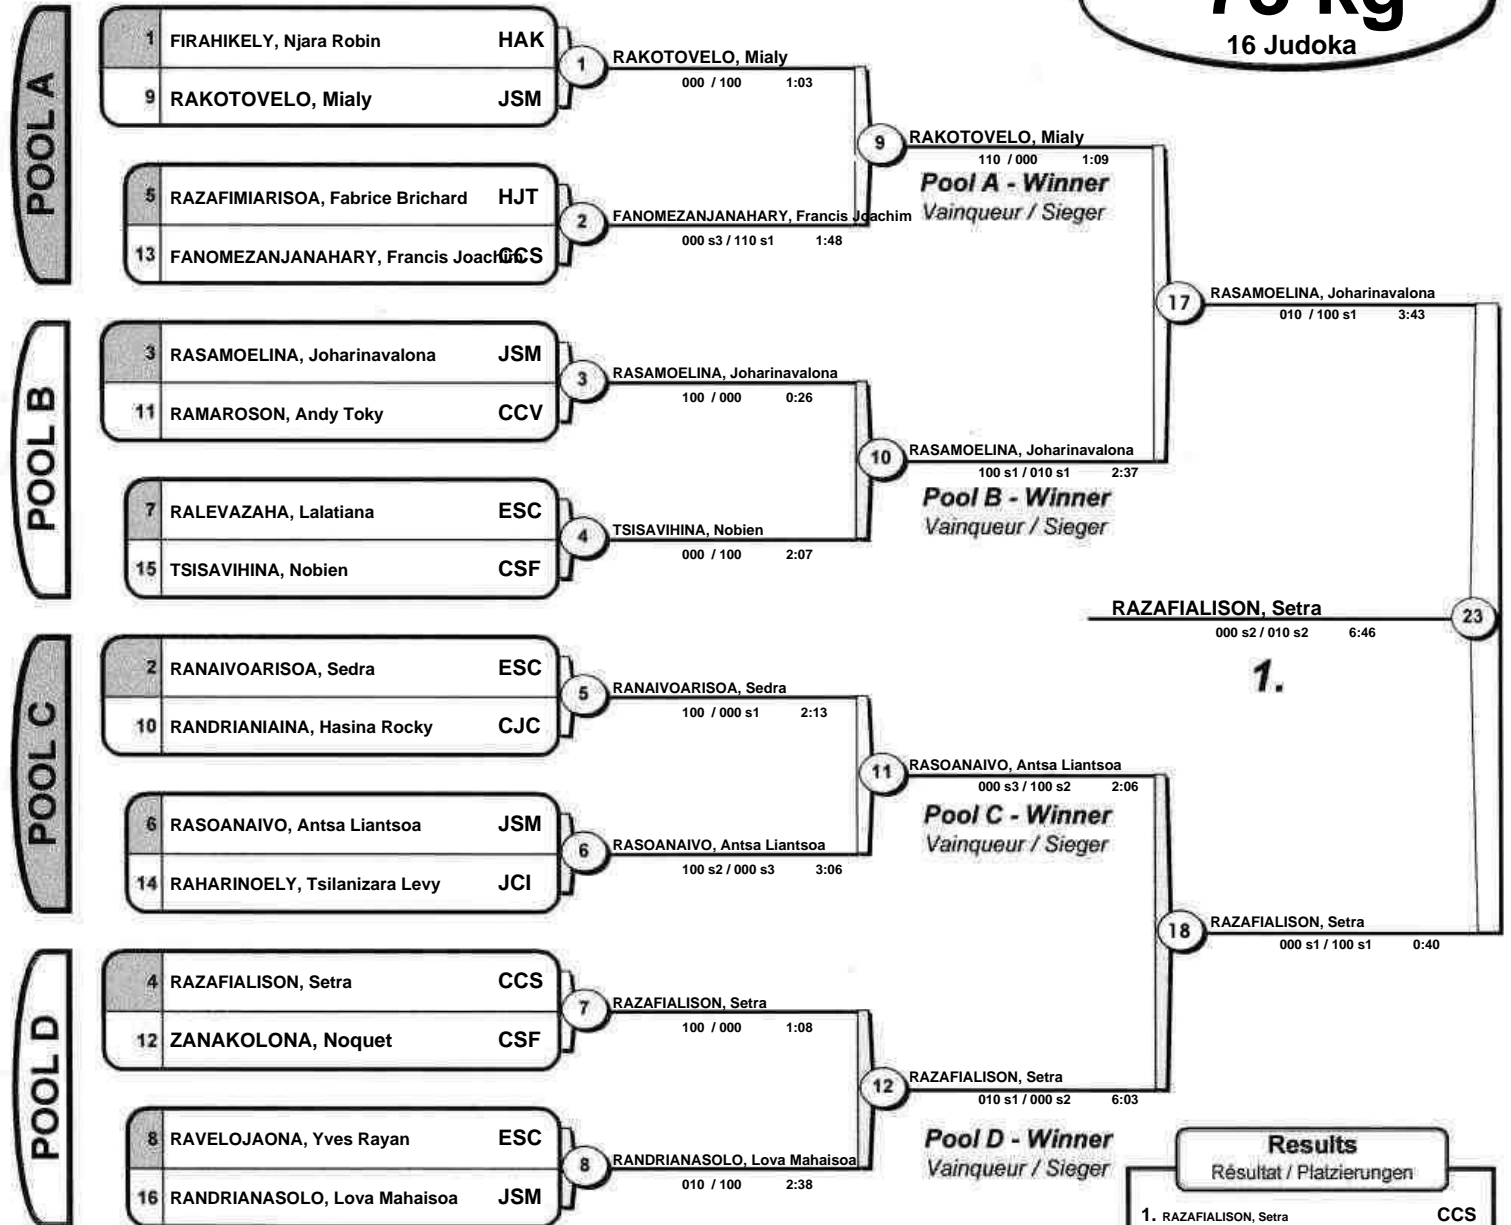 16 Judoka
POOL A
1 FIRAHIKELY, Njara Robin HAK
9 RAKOTOVELO, Mialy JSM
1
RAKOTOVELO, Mialy
000 / 100 1:03
5 RAZAFIMIARISOA, Fabrice Brichard HJT
13 FANOMEZANJANAHARY, Francis Joachim CCS
2
FANOMEZANJANAHARY, Francis Joachim
000 s3 / 110 s1 1:48
9
RAKOTOVELO, Mialy
110 / 000 1:09
Pool A - Winner
Vainqueur / Sieger
POOL B
3 RASAMOELINA, Joharinavalona JSM
11 RAMAROSON, Andy Toky CCV
3
RASAMOELINA, Joharinavalona
100 / 000 0:26
7 RALEVAZAHA, Lalatiana ESC
15 TSISAVIHINA, Nobien CSF
4
TSISAVIHINA, Nobien
000 / 100 2:07
10
RASAMOELINA, Joharinavalona
100 s1 / 010 s1 2:37
Pool B - Winner
Vainqueur / Sieger
17
RASAMOELINA, Joharinavalona
010 / 100 s1 3:43
POOL C
2 RANAIVOARISOA, Sedra ESC
10 RANDRIANIAINA, Hasina Rocky CJC
5
RANAIVOARISOA, Sedra
100 / 000 s1 2:13
6 RASOANAIVO, Antsa Liantsoa JSM
14 RAHARINOELY, Tsilanizara Levy JCI
6
RASOANAIVO, Antsa Liantsoa
100 s2 / 000 s3 3:06
11
RASOANAIVO, Antsa Liantsoa
000 s3 / 100 s2 2:06
Pool C - Winner
Vainqueur / Sieger
POOL D
4 RAZAFIALISON, Setra CCS
12 ZANAKOLONA, Noquet CSF
7
RAZAFIALISON, Setra
100 / 000 1:08
8 RAVELOJAONA, Yves Rayan ESC
16 RANDRIANASOLO, Lova Mahaisoa JSM
8
RANDRIANASOLO, Lova Mahaisoa
010 / 100 2:38
12
RAZAFIALISON, Setra
010 s1 / 000 s2 6:03
Pool D - Winner
Vainqueur / Sieger
18
RAZAFIALISON, Setra
000 s1 / 100 s1 0:40
RAZAFIALISON, Setra
23
000 s2 / 010 s2 6:46
1.
Results
Résultat / Platzierungen
1. RAZAFIALISON, Setra CCS